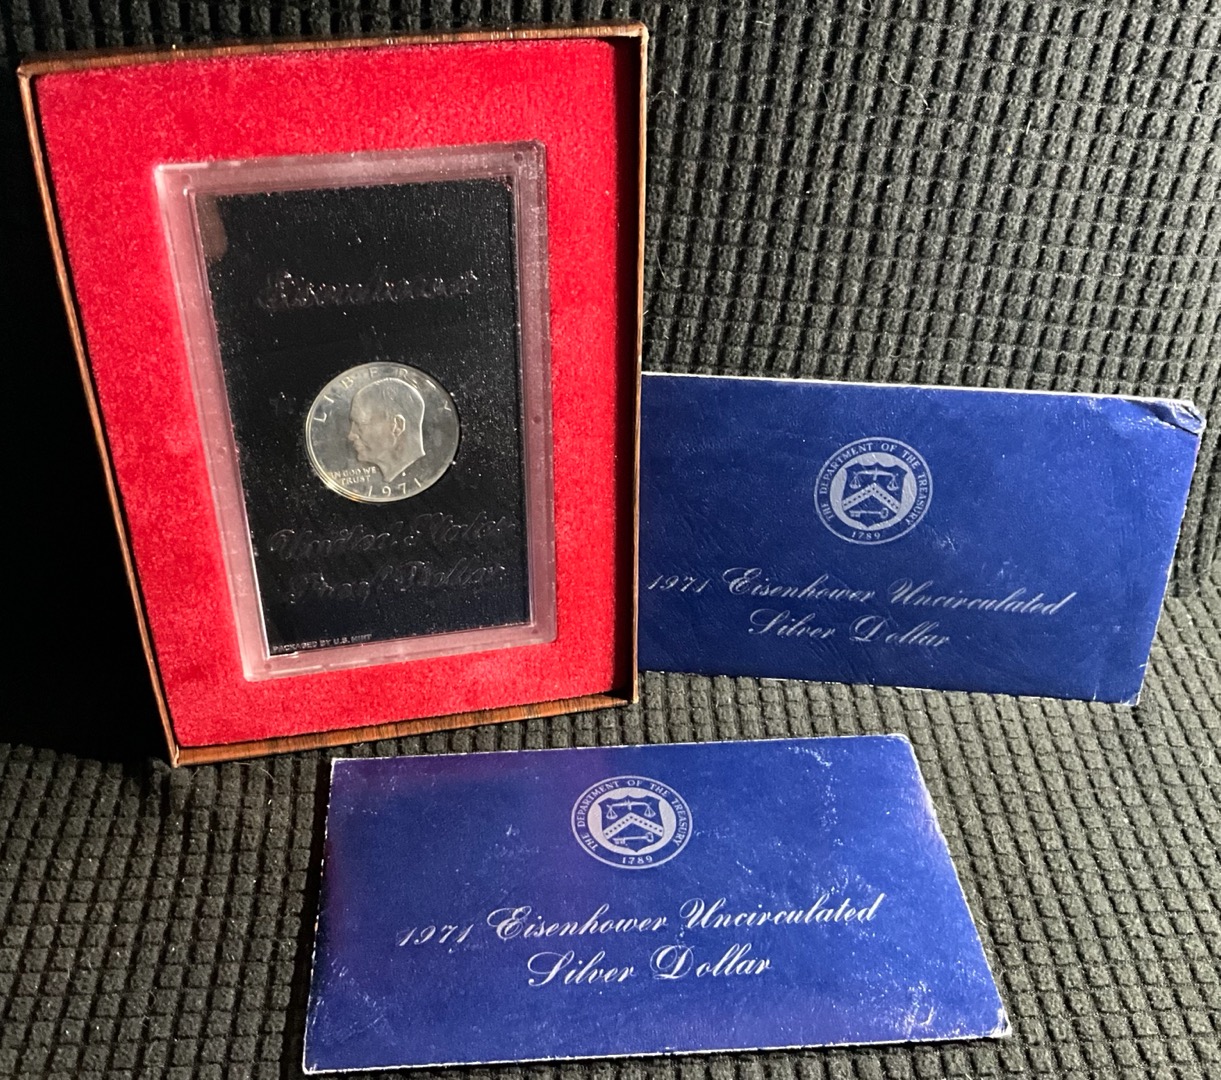 Eisenhower
LIBERTY
IN GOD WE
TRUST
1971
United States
Proof Dollar
PACKAGED BY U.S. MINT
THE DEPARTMENT OF THE TREASURY
1789
1971 Eisenhower Uncirculated
Silver Dollar
THE DEPARTMENT OF THE TREASURY
1789
1971 Eisenhower Uncirculated
Silver Dollar